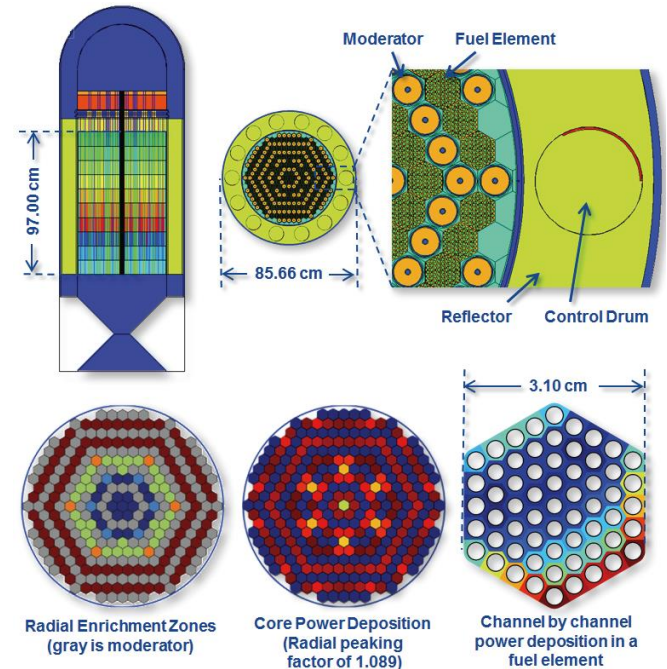 Moderator
Fuel Element
97.00 cm
85.66 cm
Reflector
Control Drum
3.10 cm
Radial Enrichment Zones
(gray is moderator)
Core Power Deposition
(Radial peaking
factor of 1.089)
Channel by channel
power deposition in a
fuel element